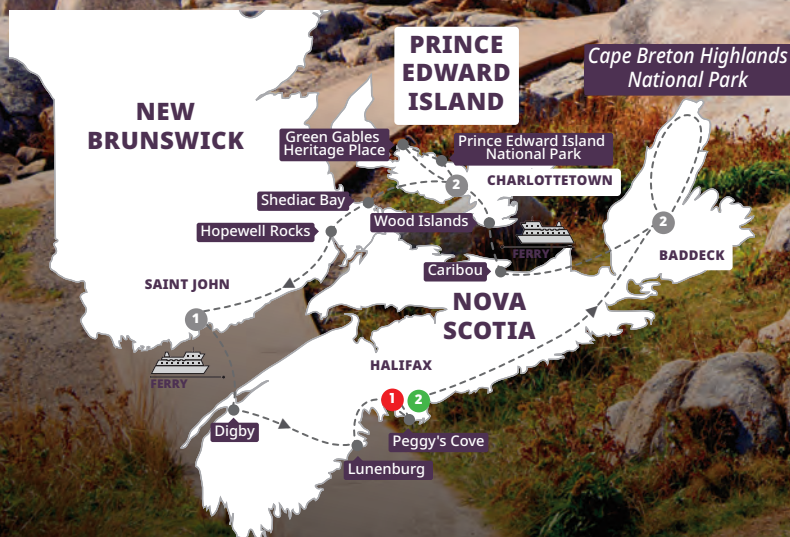 PRINCE
EDWARD
ISLAND
Cape Breton Highlands
National Park
NEW
BRUNSWICK
Green Gables
Heritage Place
Prince Edward Island
National Park
2
CHARLOTTETOWN
Shediac Bay
Wood Islands
2
Hopewell Rocks
FERRY
BADDECK
Caribou
SAINT JOHN
NOVA
SCOTIA
1
HALIFAX
FERRY
1
2
Digby
Peggy's Cove
Lunenburg